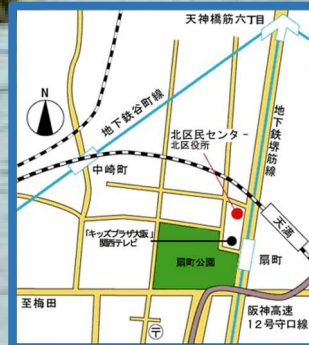 天神橋筋六丁目
N
地下鉄谷町線
地下鉄堺筋線
北区民センター
北区役所
中崎町
天満
「キッズプラザ大阪」
関西テレビ
扇町公園
扇町
至梅田
阪神高速
12号守口線
〒